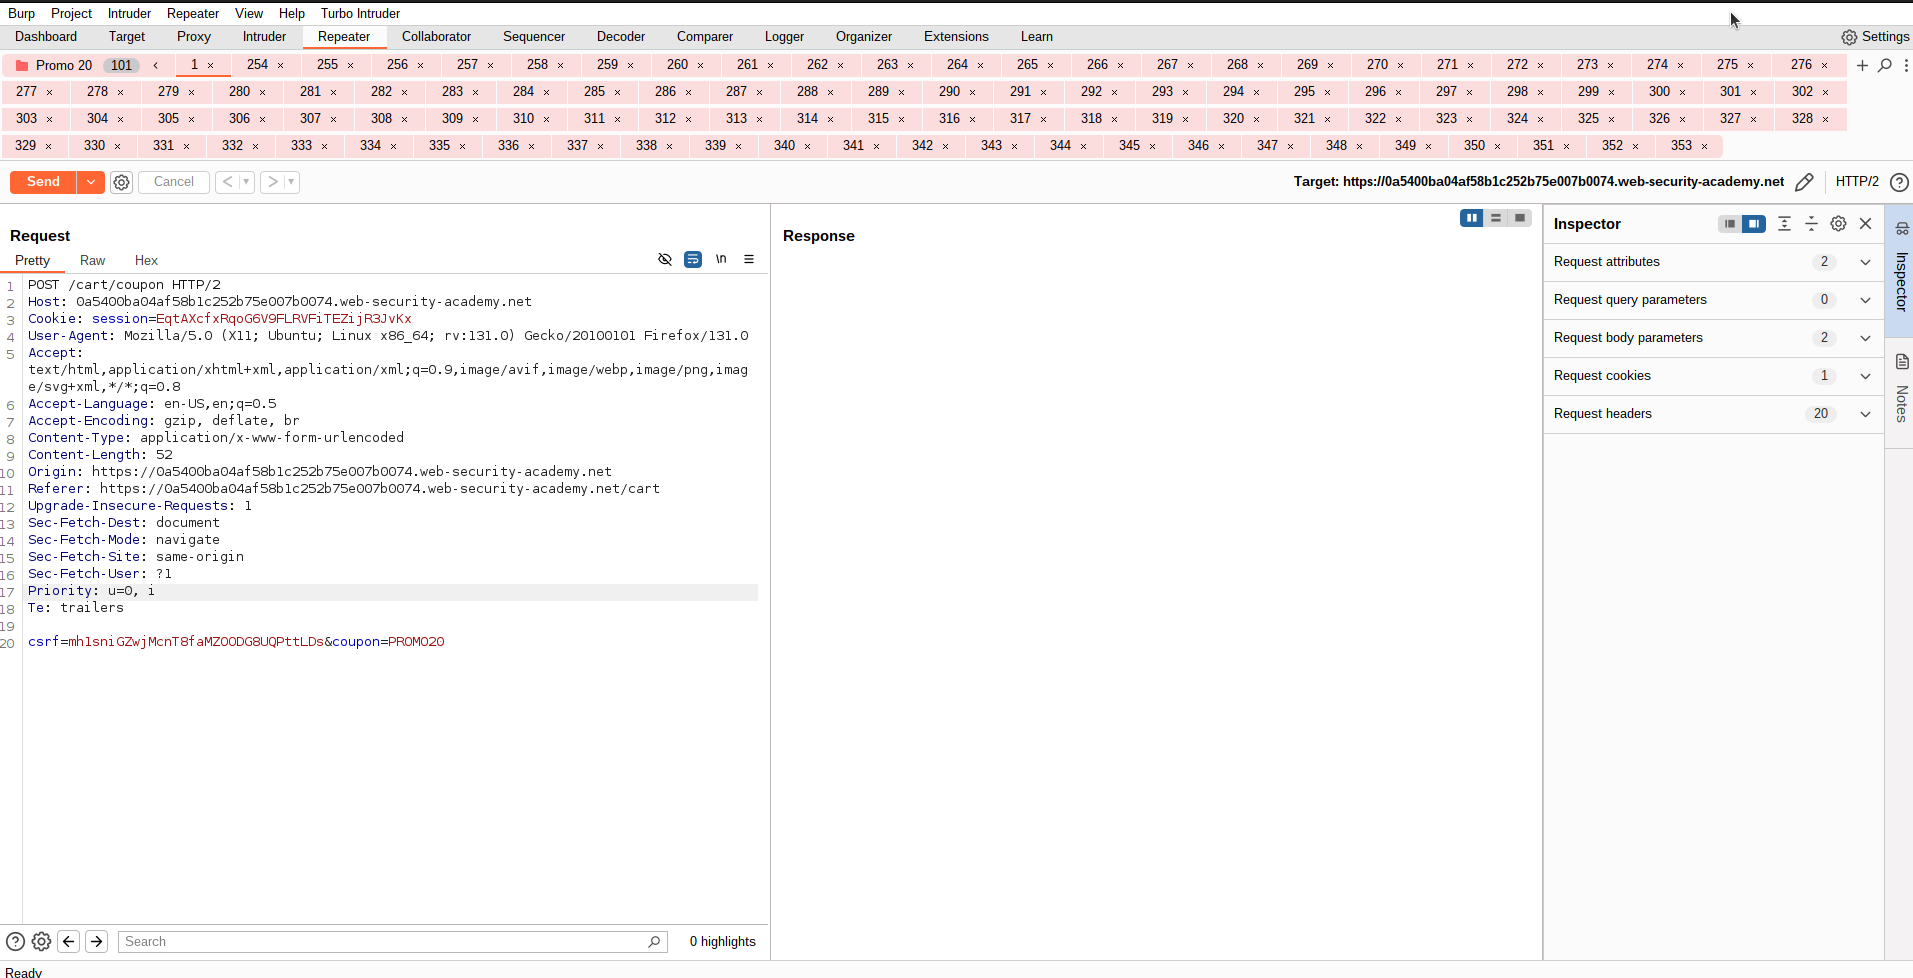 Burp Project Intruder Repeater View Help Turbo Intruder
Dashboard Target Proxy Intruder Repeater Collaborator Sequencer Decoder Comparer Logger Organizer Extensions Learn Settings
Promo 20 101 < 1 × 254 × 255 × 256 × 257 × 258 × 259 × 260 × 261 × 262 × 263 × 264 × 265 × 266 × 267 × 268 × 269 × 270 × 271 × 272 × 273 × 274 × 275 × 276 × +
277 × 278 × 279 × 280 × 281 × 282 × 283 × 284 × 285 × 286 × 287 × 288 × 289 × 290 × 291 × 292 × 293 × 294 × 295 × 296 × 297 × 298 × 299 × 300 × 301 × 302 ×
303 × 304 × 305 × 306 × 307 × 308 × 309 × 310 × 311 × 312 × 313 × 314 × 315 × 316 × 317 × 318 × 319 × 320 × 321 × 322 × 323 × 324 × 325 × 326 × 327 × 328 ×
329 × 330 × 331 × 332 × 333 × 334 × 335 × 336 × 337 × 338 × 339 × 340 × 341 × 342 × 343 × 344 × 345 × 346 × 347 × 348 × 349 × 350 × 351 × 352 × 353 ×
Send Cancel < > Target: https://0a5400ba04af58b1c252b75e007b0074.web-security-academy.net HTTP/2
Request
Pretty Raw Hex \n
1 POST /cart/coupon HTTP/2
2 Host: 0a5400ba04af58b1c252b75e007b0074.web-security-academy.net
3 Cookie: session=EqtAXcfxRqoG6V9FLRVFiTEZijR3JvKx
4 User-Agent: Mozilla/5.0 (X11; Ubuntu; Linux x86_64; rv:131.0) Gecko/20100101 Firefox/131.0
5 Accept:
text/html,application/xhtml+xml,application/xml;q=0.9,image/avif,image/webp,image/png,imag
e/svg+xml,*/*;q=0.8
6 Accept-Language: en-US,en;q=0.5
7 Accept-Encoding: gzip, deflate, br
8 Content-Type: application/x-www-form-urlencoded
9 Content-Length: 52
10 Origin: https://0a5400ba04af58b1c252b75e007b0074.web-security-academy.net
11 Referer: https://0a5400ba04af58b1c252b75e007b0074.web-security-academy.net/cart
12 Upgrade-Insecure-Requests: 1
13 Sec-Fetch-Dest: document
14 Sec-Fetch-Mode: navigate
15 Sec-Fetch-Site: same-origin
16 Sec-Fetch-User: ?1
17 Priority: u=0, i
18 Te: trailers
19
20 csrf=mh1sniGZwjMcnT8faMZOODG8UQPttLDs&coupon=PROMO20
Search 0 highlights
Response
Inspector
Request attributes 2
Request query parameters 0
Request body parameters 2
Request cookies 1
Request headers 20
Inspector
Notes
Ready